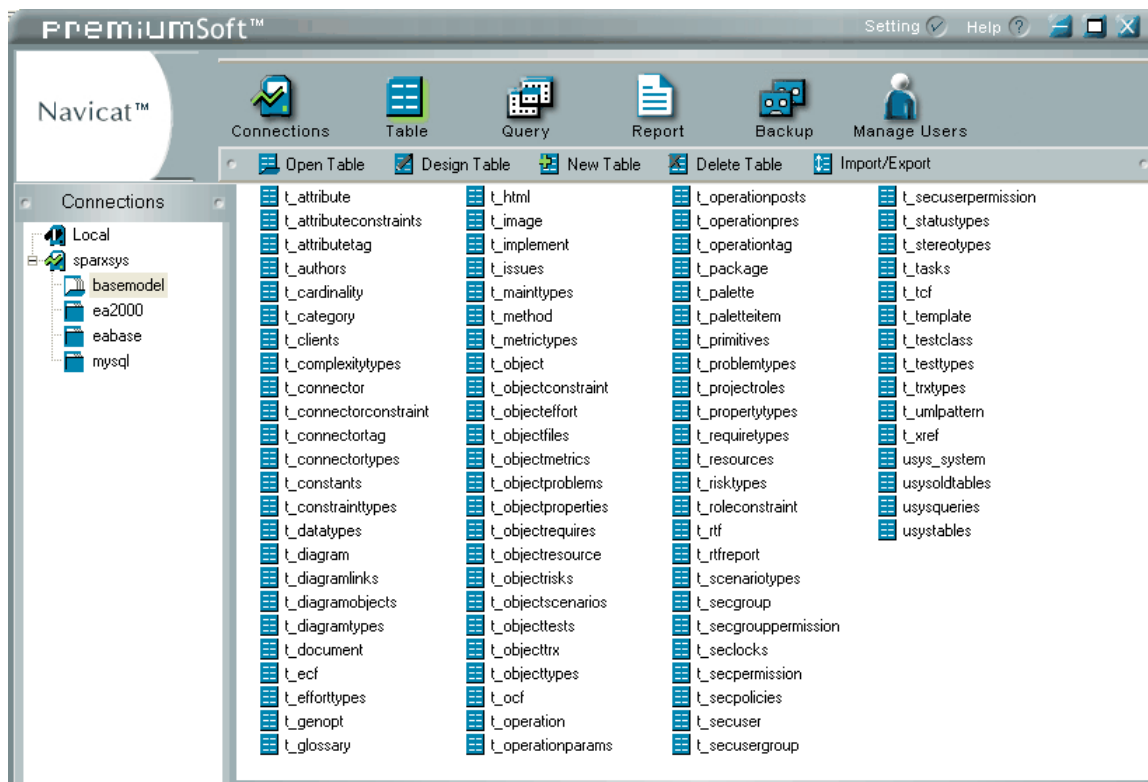 PremiumSoft™
Setting Help
Navicat™
Connections Table Query Report Backup Manage Users
Open Table Design Table New Table Delete Table Import/Export
Connections
Local
sparxsys
basemodel
ea2000
eabase
mysql
t_attribute
t_attributeconstraints
t_attributetag
t_authors
t_cardinality
t_category
t_clients
t_complexitytypes
t_connector
t_connectorconstraint
t_connectortag
t_connectortypes
t_constants
t_constrainttypes
t_datatypes
t_diagram
t_diagramlinks
t_diagramobjects
t_diagramtypes
t_document
t_ecf
t_efforttypes
t_genopt
t_glossary
t_html
t_image
t_implement
t_issues
t_mainttypes
t_method
t_metrictypes
t_object
t_objectconstraint
t_objecteffort
t_objectfiles
t_objectmetrics
t_objectproblems
t_objectproperties
t_objectrequires
t_objectresource
t_objectrisks
t_objectscenarios
t_objecttests
t_objecttrx
t_objecttypes
t_ocf
t_operation
t_operationparams
t_operationposts
t_operationpres
t_operationtag
t_package
t_palette
t_paletteitem
t_primitives
t_problemtypes
t_projectroles
t_propertytypes
t_requiretypes
t_resources
t_risktypes
t_roleconstraint
t_rtf
t_rtfreport
t_scenariotypes
t_secgroup
t_secgrouppermission
t_seclocks
t_secpermission
t_secpolicies
t_secuser
t_secusergroup
t_secuserpermission
t_statustypes
t_stereotypes
t_tasks
t_tcf
t_template
t_testclass
t_testtypes
t_trxtypes
t_umlpattern
t_xref
usys_system
usysoldtables
usysqueries
usystables